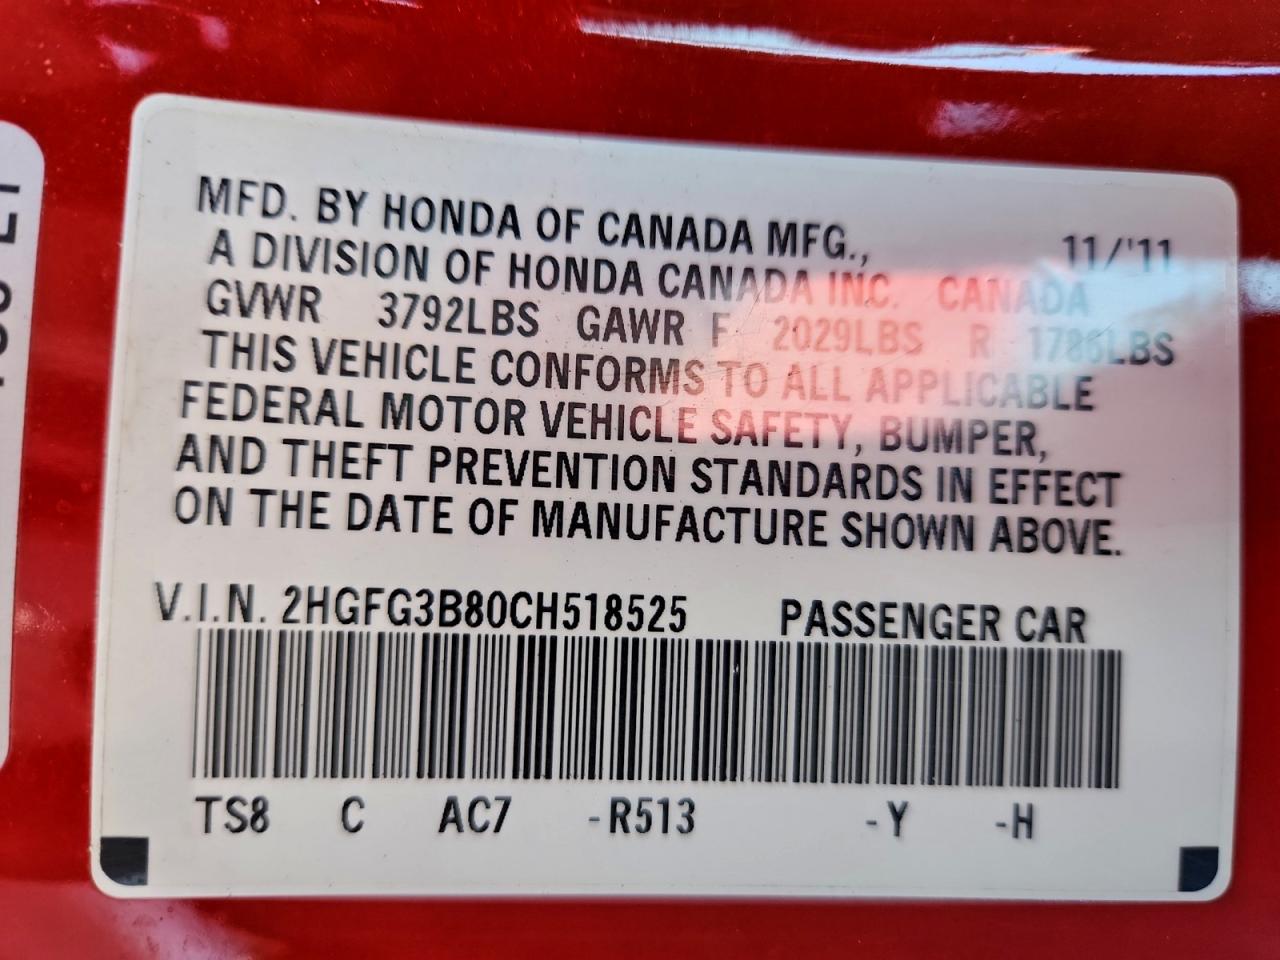 MFD. BY HONDA OF CANADA MFG., 11/'11
A DIVISION OF HONDA CANADA INC. CANADA
GVWR 3792LBS GAWR F 2029LBS R 1786LBS
THIS VEHICLE CONFORMS TO ALL APPLICABLE
FEDERAL MOTOR VEHICLE SAFETY, BUMPER,
AND THEFT PREVENTION STANDARDS IN EFFECT
ON THE DATE OF MANUFACTURE SHOWN ABOVE.
V.I.N. 2HGFG3B80CH518525 PASSENGER CAR
TS8 C AC7 -R513 -Y -H